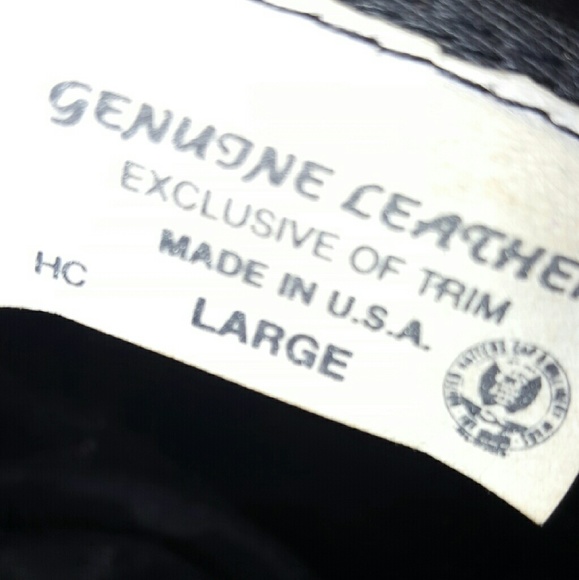 GENUINE LEATHER
EXCLUSIVE OF TRIM
MADE IN U.S.A.
HC
LARGE